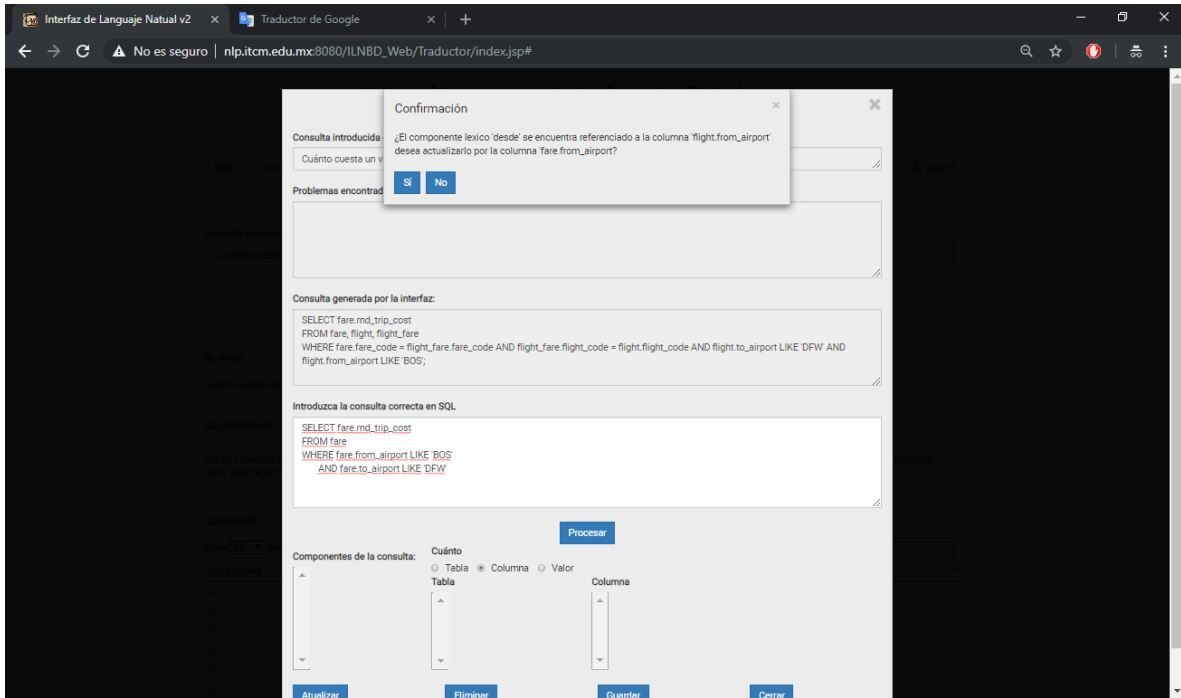 Interfaz de Languaje Natual v2
Traductor de Google
No es seguro | nlp.itcm.edu.mx:8080/ILNBD_Web/Traductor/index.jsp#
Confirmación
¿El componente lexico 'desde' se encuentra referenciado a la columna 'flight.from_airport'
desea actualizarlo por la columna 'fare.from_airport?
Sí No
Consulta introducida
Cuánto cuesta un v
Problemas encontrad
Consulta generada por la interfaz:
SELECT fare.rnd_trip_cost
FROM fare, flight, flight_fare
WHERE fare.fare_code = flight_fare.fare_code AND flight_fare.flight_code = flight.flight_code AND flight.to_airport LIKE 'DFW' AND
flight.from_airport LIKE 'BOS';
Introduzca la consulta correcta en SQL
SELECT fare.rnd_trip_cost
FROM fare
WHERE fare.from_airport LIKE 'BOS'
AND fare.to_airport LIKE 'DFW'
Procesar
Componentes de la consulta:
Cuánto
Tabla Columna Valor
Tabla Columna
Atualizar Eliminar Guardar Cerrar